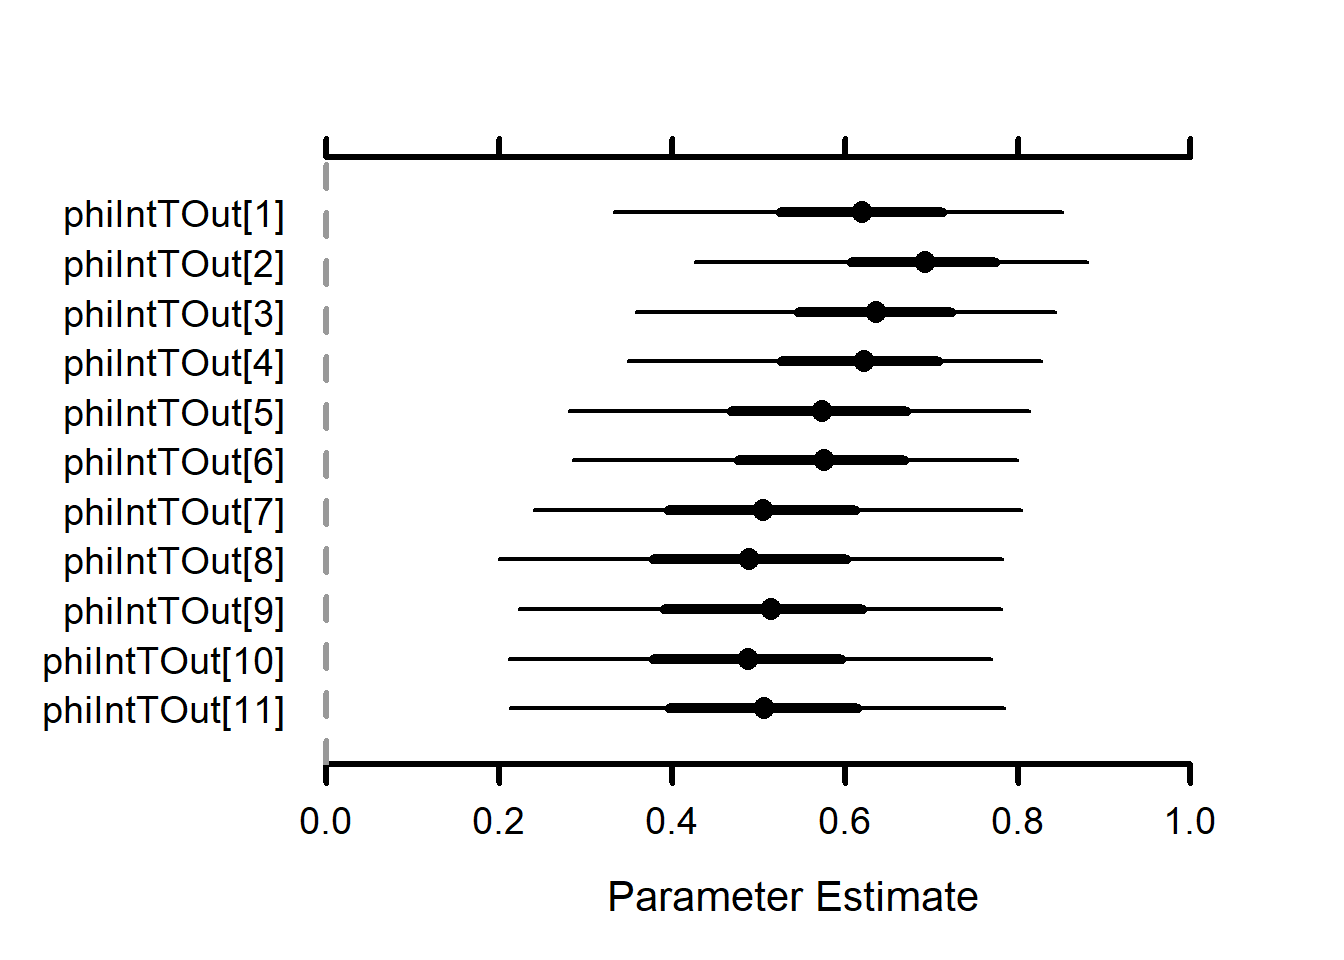 phiIntTOut[1]
phiIntTOut[2]
phiIntTOut[3]
phiIntTOut[4]
phiIntTOut[5]
phiIntTOut[6]
phiIntTOut[7]
phiIntTOut[8]
phiIntTOut[9]
phiIntTOut[10]
phiIntTOut[11]
0.0 0.2 0.4 0.6 0.8 1.0
Parameter Estimate